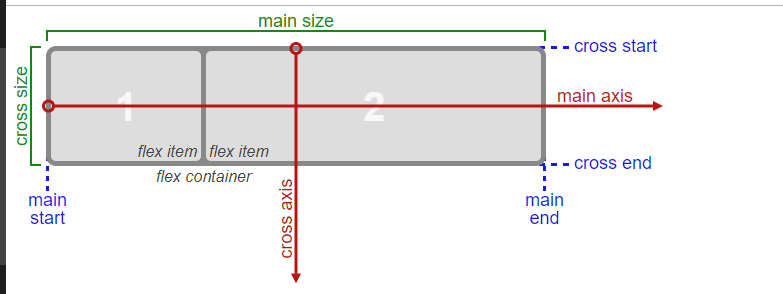 main size
cross start
cross size
1
2
main axis
flex item
flex item
cross end
flex container
cross axis
main
start
main
end